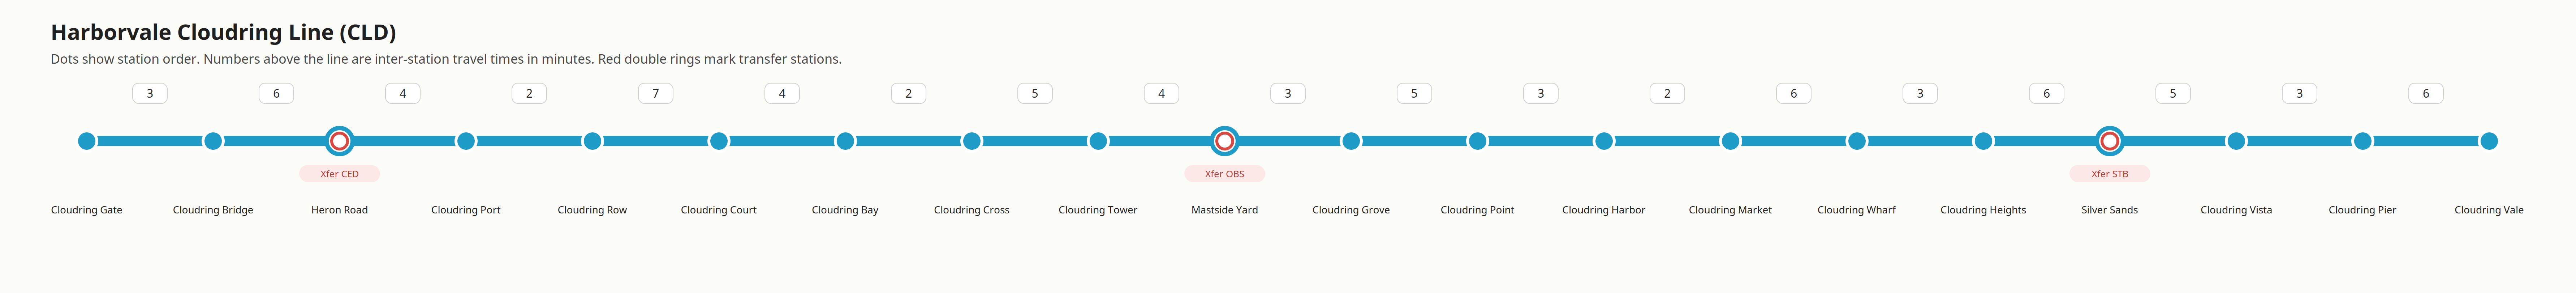 Harborvale Cloudring Line (CLD)
Dots show station order. Numbers above the line are inter-station travel times in minutes. Red double rings mark transfer stations.
3 6 4 2 7 4 2 5 4 3 5 3 2 6 3 6 5 3 6
Xfer CED Xfer OBS Xfer STB
Cloudring Gate Cloudring Bridge Heron Road Cloudring Port Cloudring Row Cloudring Court Cloudring Bay Cloudring Cross Cloudring Tower Mastside Yard Cloudring Grove Cloudring Point Cloudring Harbor Cloudring Market Cloudring Wharf Cloudring Heights Silver Sands Cloudring Vista Cloudring Pier Cloudring Vale